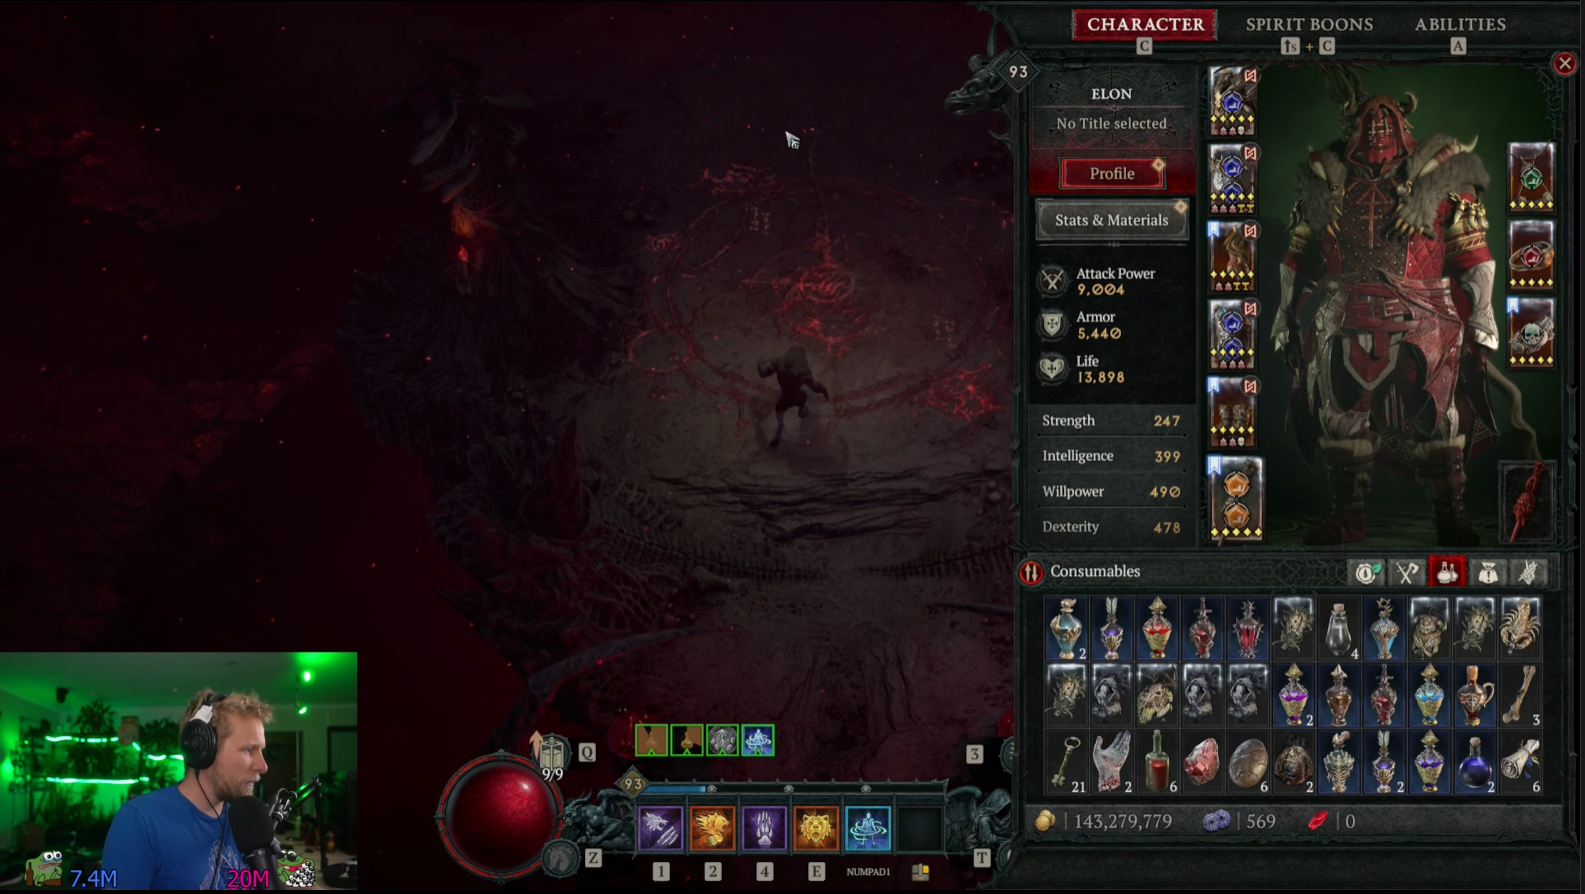 CHARACTER
C
SPIRIT BOONS
↑s + C
ABILITIES
A
93
ELON
No Title selected
Profile
Stats & Materials
Attack Power
9,004
Armor
5,440
Life
13,898
Strength 247
Intelligence 399
Willpower 490
Dexterity 478
Consumables
2
4
2
3
21
2
6
6
2
2
2
6
143,279,779
569
0
Q
9/9
3
93
Z
T
1
2
4
E
NUMPAD1
7.4M
20M